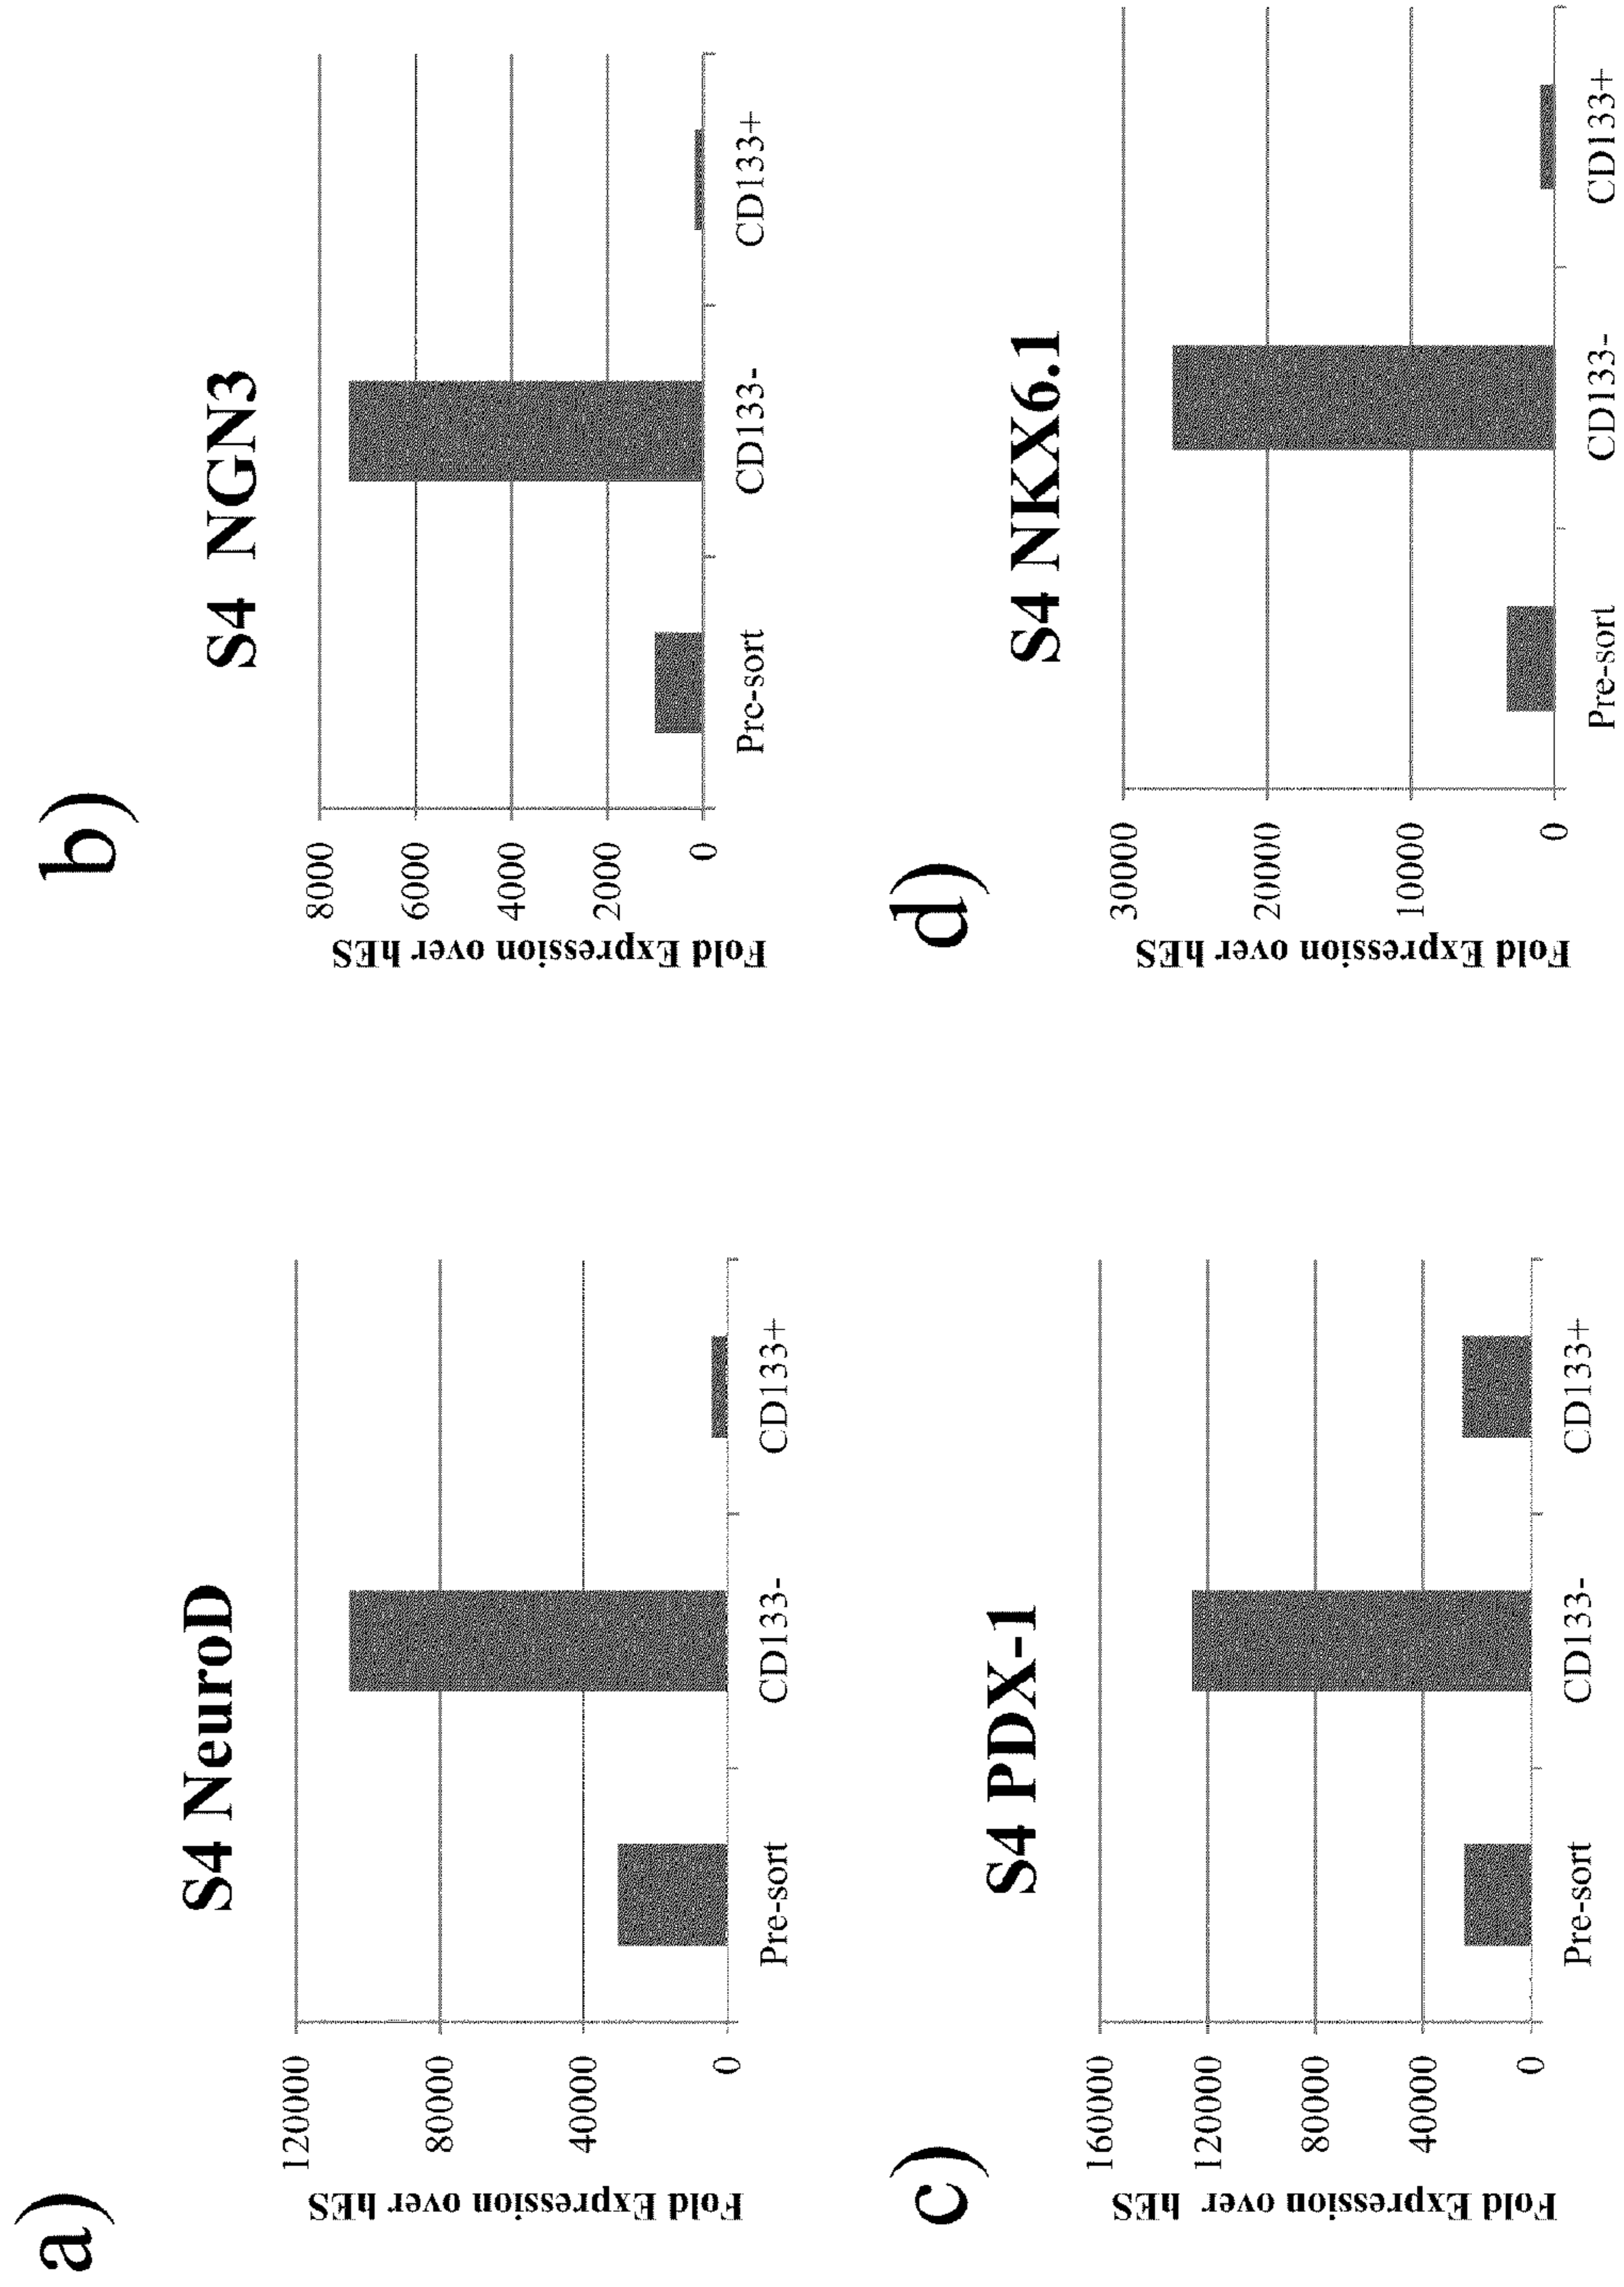 a)
S4 NeuroD
Fold Expression over hES
120000
80000
40000
0
Pre-sort
CD133-
CD133+
b)
S4 NGN3
Fold Expression over hES
8000
6000
4000
2000
0
Pre-sort
CD133-
CD133+
c)
S4 PDX-1
Fold Expression over hES
160000
120000
80000
40000
0
Pre-sort
CD133-
CD133+
d)
S4 NKX6.1
Fold Expression over hES
30000
20000
10000
0
Pre-sort
CD133-
CD133+